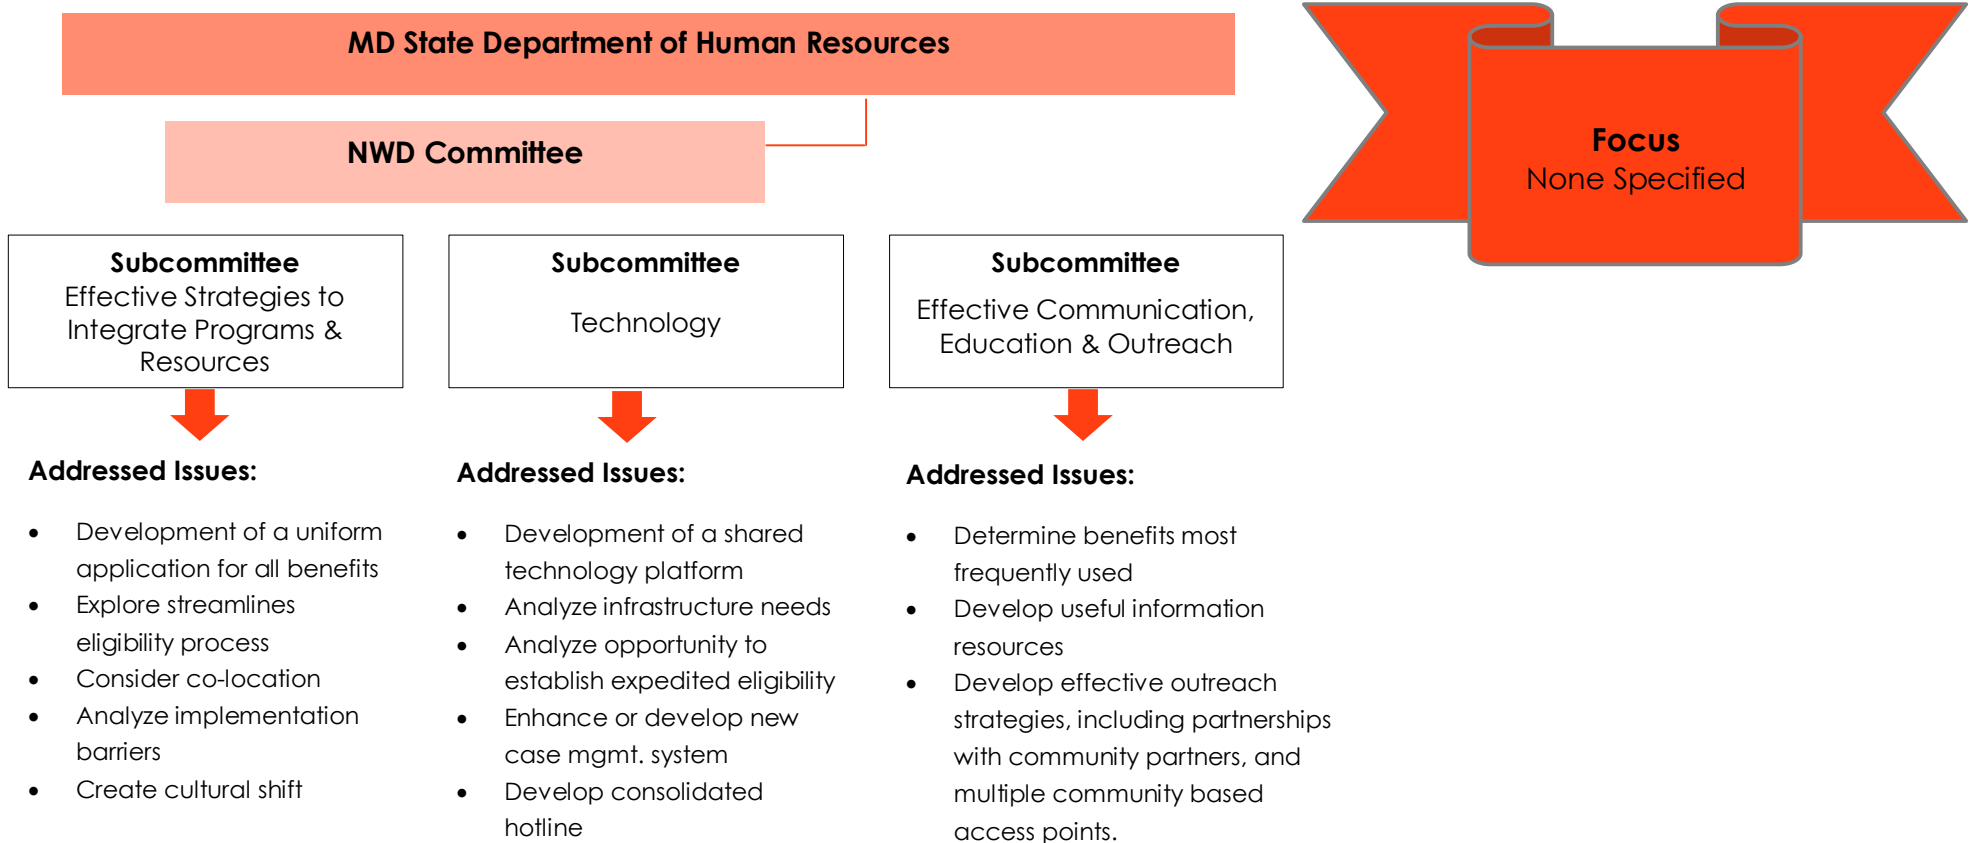 MD State Department of Human Resources
NWD Committee
Focus
None Specified
Subcommittee
Effective Strategies to
Integrate Programs &
Resources
Subcommittee
Technology
Subcommittee
Effective Communication,
Education & Outreach
Addressed Issues:
• Development of a uniform
application for all benefits
• Explore streamlines
eligibility process
• Consider co-location
• Analyze implementation
barriers
• Create cultural shift
Addressed Issues:
• Development of a shared
technology platform
• Analyze infrastructure needs
• Analyze opportunity to
establish expedited eligibility
• Enhance or develop new
case mgmt. system
• Develop consolidated
hotline
Addressed Issues:
• Determine benefits most
frequently used
• Develop useful information
resources
• Develop effective outreach
strategies, including partnerships
with community partners, and
multiple community based
access points.